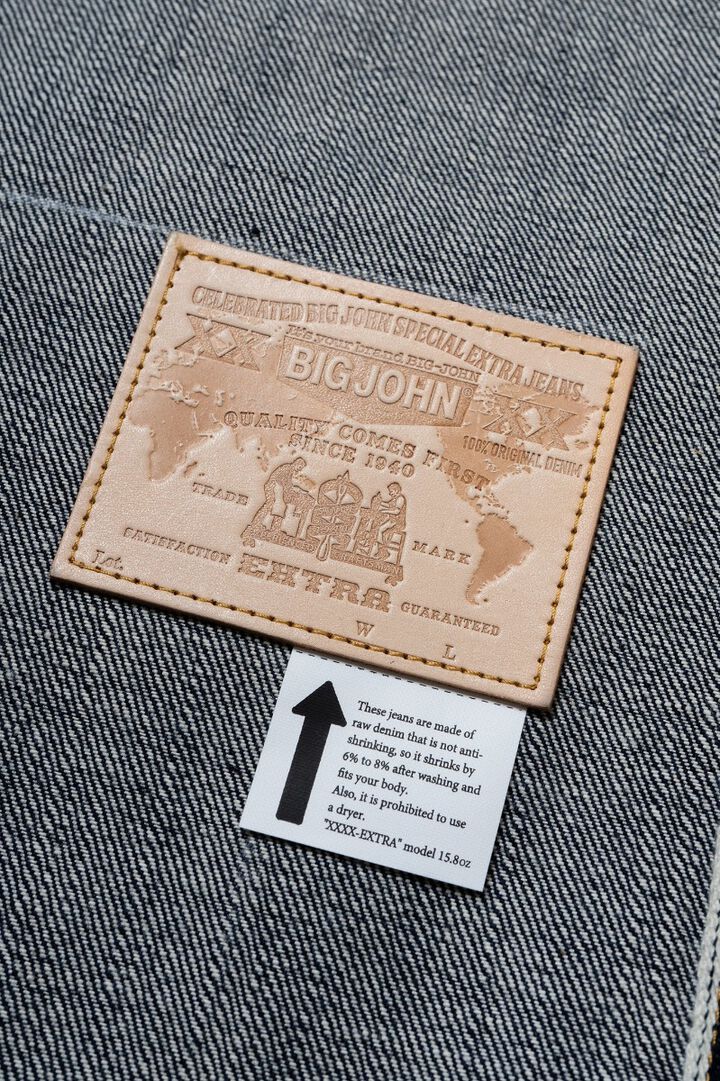 CELEBRATED BIG JOHN SPECIAL EXTRA JEANS
XX
It's your brand BIG-JOHN
BIG JOHN®
XX
100% ORIGINAL DENIM
QUALITY COMES FIRST
SINCE 1940
TRADE MARK
SATISFACTION EXTRA GUARANTEED
Lot.
W L
These jeans are made of
raw denim that is not anti-
shrinking, so it shrinks by
6% to 8% after washing and
fits your body.
Also, it is prohibited to use
a dryer.
"XXXX-EXTRA" model 15.8oz